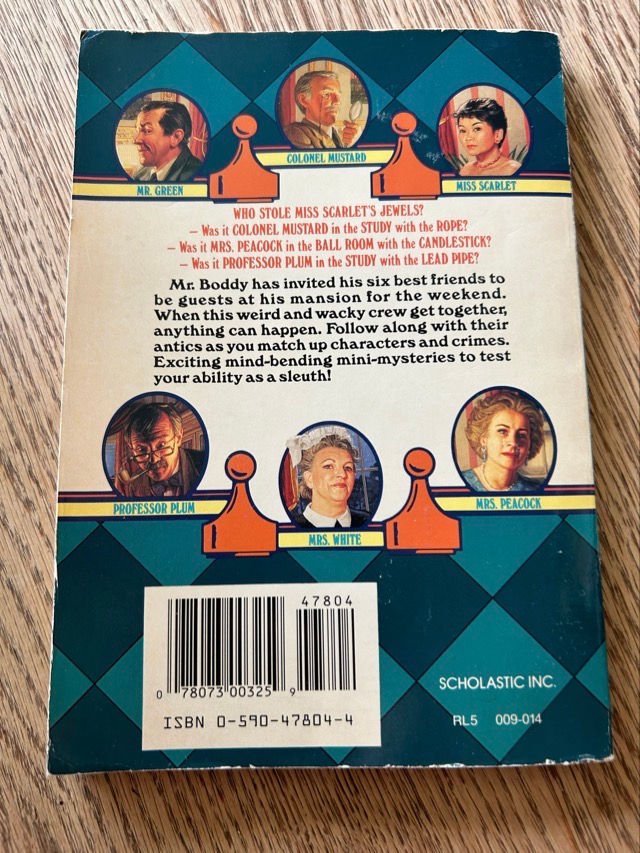 COLONEL MUSTARD
MR. GREEN
MISS SCARLET
WHO STOLE MISS SCARLET'S JEWELS?
– Was it COLONEL MUSTARD in the STUDY with the ROPE?
– Was it MRS. PEACOCK in the BALL ROOM with the CANDLESTICK?
– Was it PROFESSOR PLUM in the STUDY with the LEAD PIPE?
Mr. Boddy has invited his six best friends to
be guests at his mansion for the weekend.
When this weird and wacky crew get together,
anything can happen. Follow along with their
antics as you match up characters and crimes.
Exciting mind-bending mini-mysteries to test
your ability as a sleuth!
PROFESSOR PLUM
MRS. WHITE
MRS. PEACOCK
47804
0 78073 00325 9
ISBN 0-590-47804-4
SCHOLASTIC INC.
RL5 009-014